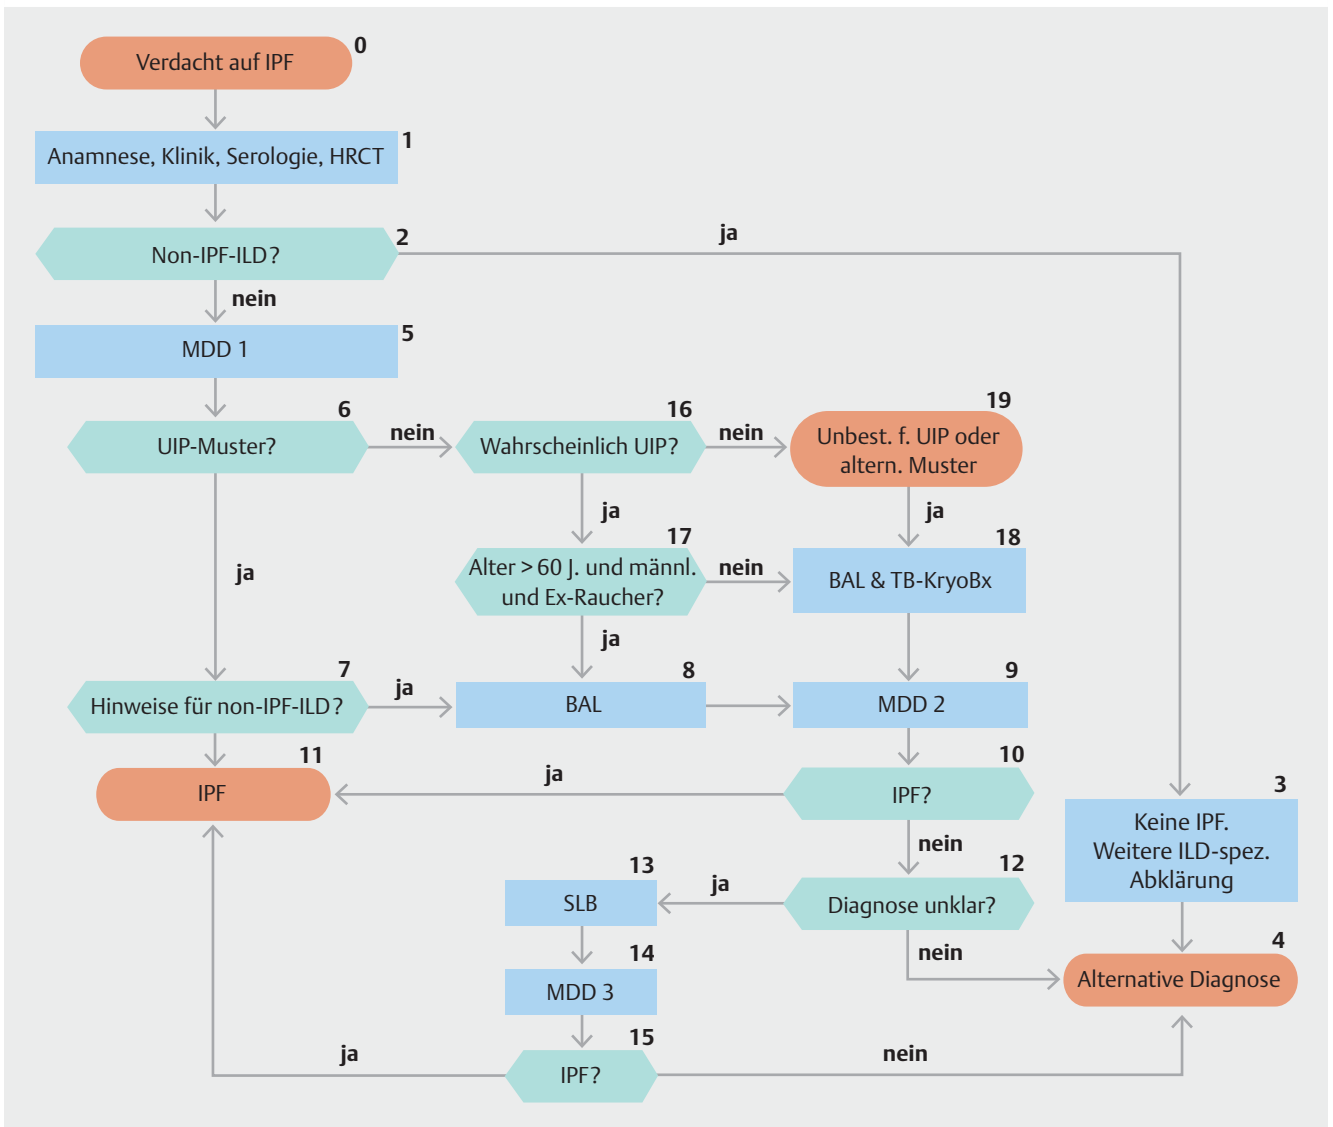 0
Verdacht auf IPF
1
Anamnese, Klinik, Serologie, HRCT
2
Non-IPF-ILD?
ja
nein
5
MDD 1
6
UIP-Muster?
nein
16
Wahrscheinlich UIP?
nein
19
Unbest. f. UIP oder
altern. Muster
ja
ja
ja
17
Alter > 60 J. und männl.
und Ex-Raucher?
nein
18
BAL & TB-KryoBx
ja
7
Hinweise für non-IPF-ILD?
ja
8
BAL
9
MDD 2
11
IPF
ja
10
IPF?
nein
3
Keine IPF.
Weitere ILD-spez.
Abklärung
12
Diagnose unklar?
ja
nein
13
SLB
14
MDD 3
4
Alternative Diagnose
15
IPF?
ja
nein